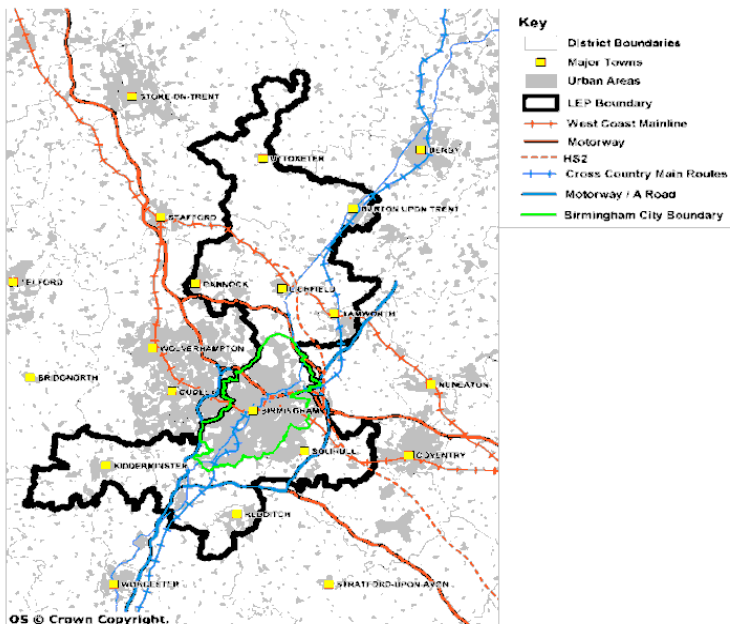 Key
District Boundaries
Major Towns
Urban Areas
LEP Boundary
West Coast Mainline
Motorway
HS2
Cross Country Main Routes
Motorway / A Road
Birmingham City Boundary
STOKE-ON-TRENT
UTTOXETER
DERBY
BURTON-UPON-TRENT
STAFFORD
TELFORD
CANNOCK
LICHFIELD
TAMWORTH
WOLVERHAMPTON
BRIDGNORTH
DUDLEY
NUNEATON
BIRMINGHAM
SOLIHULL
COVENTRY
KIDDERMINSTER
REDDITCH
WORCESTER
STRATFORD-UPON-AVON
OS © Crown Copyright.